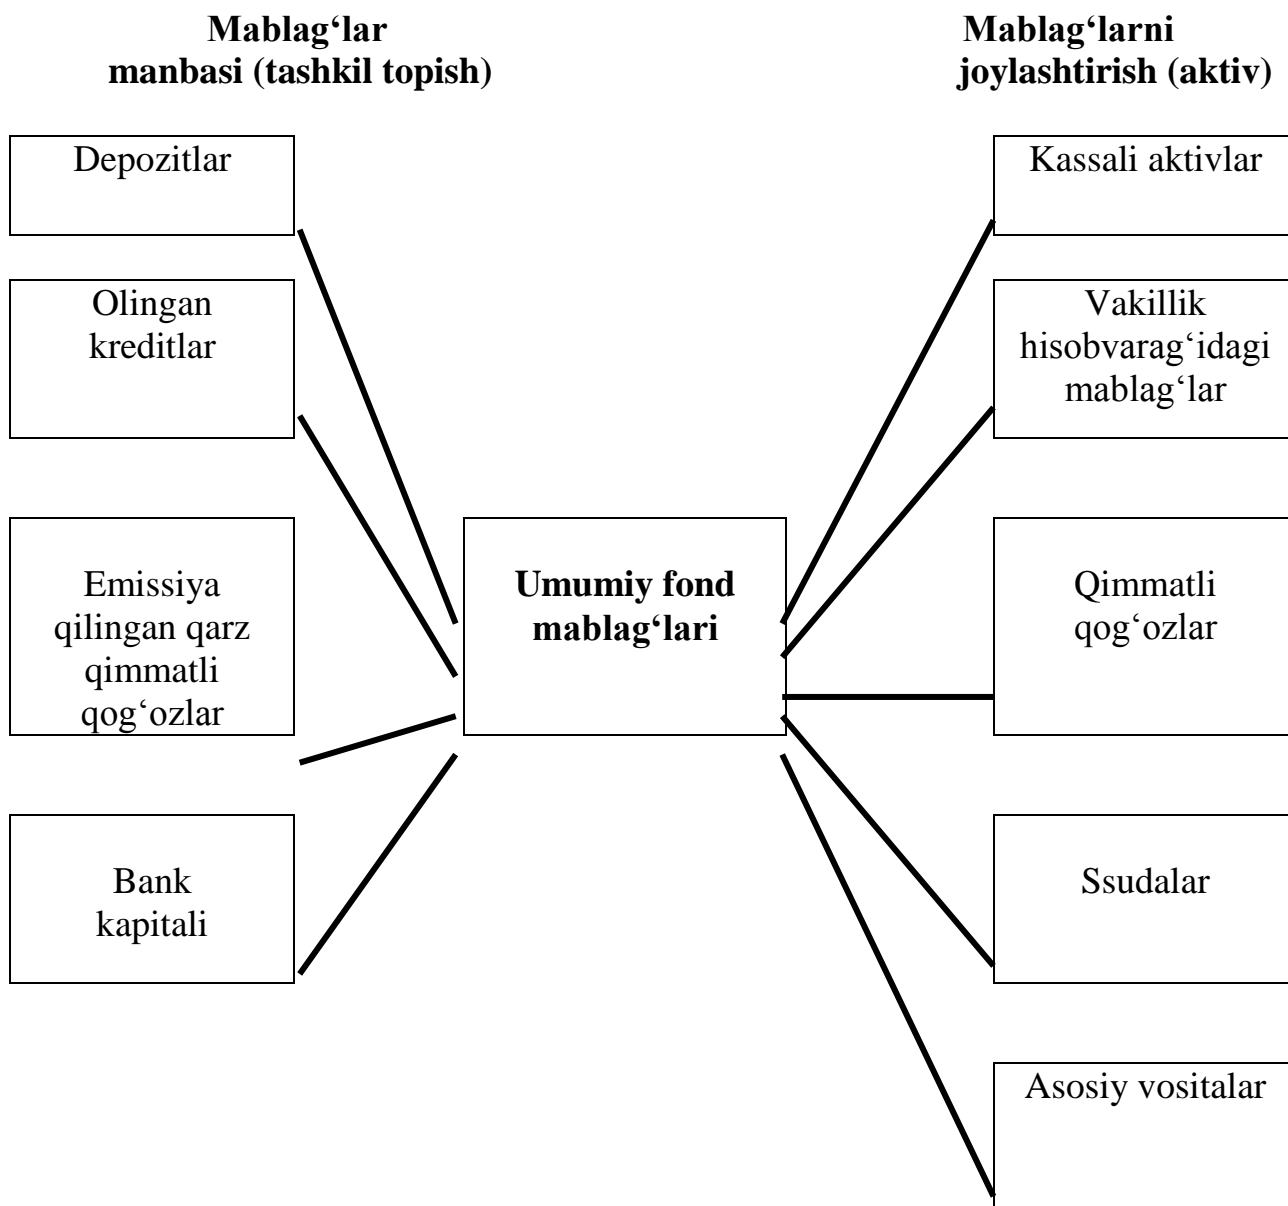 Mablag‘lar
manbasi (tashkil topish)
Mablag‘larni
joylashtirish (aktiv)
Depozitlar
Kassali aktivlar
Olingan
kreditlar
Vakillik
hisobvarag‘idagi
mablag‘lar
Emissiya
qilingan qarz
qimmatli
qog‘ozlar
Umumiy fond
mablag‘lari
Qimmatli
qog‘ozlar
Bank
kapitali
Ssudalar
Asosiy vositalar